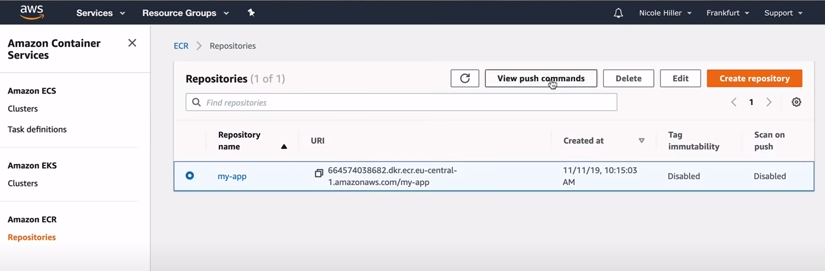 aws
Services
Resource Groups
Nicole Hiller
Frankfurt
Support
Amazon Container
Services
Amazon ECS
Clusters
Task definitions
Amazon EKS
Clusters
Amazon ECR
Repositories
ECR
Repositories
Repositories (1 of 1)
View push commands
Delete
Edit
Create repository
Find repositories
1
Repository
name
URI
Created at
Tag
immutability
Scan on
push
my-app
664574038682.dkr.ecr.eu-central-
1.amazonaws.com/my-app
11/11/19, 10:15:03
AM
Disabled
Disabled